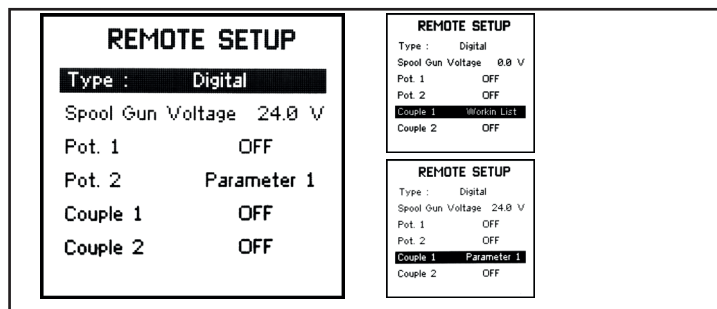 REMOTE SETUP
Type : Digital
Spool Gun Voltage 24.0 V
Pot. 1 OFF
Pot. 2 Parameter 1
Couple 1 OFF
Couple 2 OFF
REMOTE SETUP
Type : Digital
Spool Gun Voltage 0.0 V
Pot. 1 OFF
Pot. 2 OFF
Couple 1 Workin List
Couple 2 OFF
REMOTE SETUP
Type : Digital
Spool Gun Voltage 24.0 V
Pot. 1 OFF
Pot. 2 OFF
Couple 1 Parameter 1
Couple 2 OFF